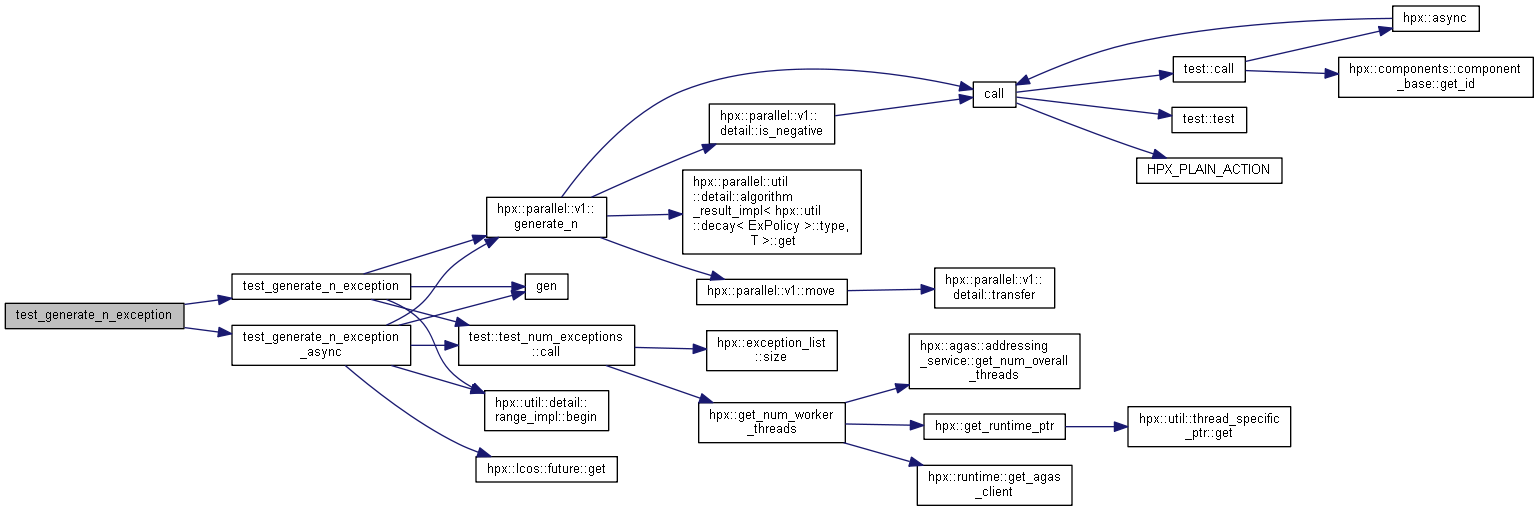 test_generate_n_exception
test_generate_n_exception
test_generate_n_exception
_async
hpx::parallel::v1::
generate_n
gen
test::test_num_exceptions
::call
hpx::util::detail::
range_impl::begin
hpx::lcos::future::get
hpx::parallel::v1::
detail::is_negative
hpx::parallel::util
::detail::algorithm
_result_impl< hpx::util
::decay< ExPolicy >::type,
T >::get
hpx::parallel::v1::move
hpx::exception_list
::size
hpx::get_num_worker
_threads
call
hpx::parallel::v1::
detail::transfer
hpx::agas::addressing
_service::get_num_overall
_threads
hpx::get_runtime_ptr
hpx::runtime::get_agas
_client
test::call
test::test
HPX_PLAIN_ACTION
hpx::util::thread_specific
_ptr::get
hpx::async
hpx::components::component
_base::get_id